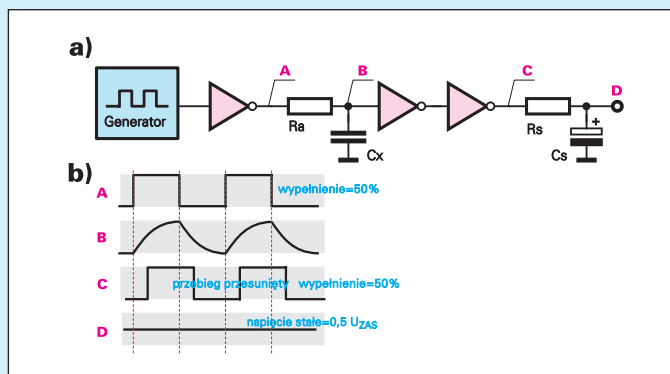 a)
A
B
C
D
Generator
Ra
Cx
Rs
+
Cs
b)
A
wypełnienie=50%
B
C
przebieg przesunięty wypełnienie=50%
D
napięcie stałe=0,5 UZAS